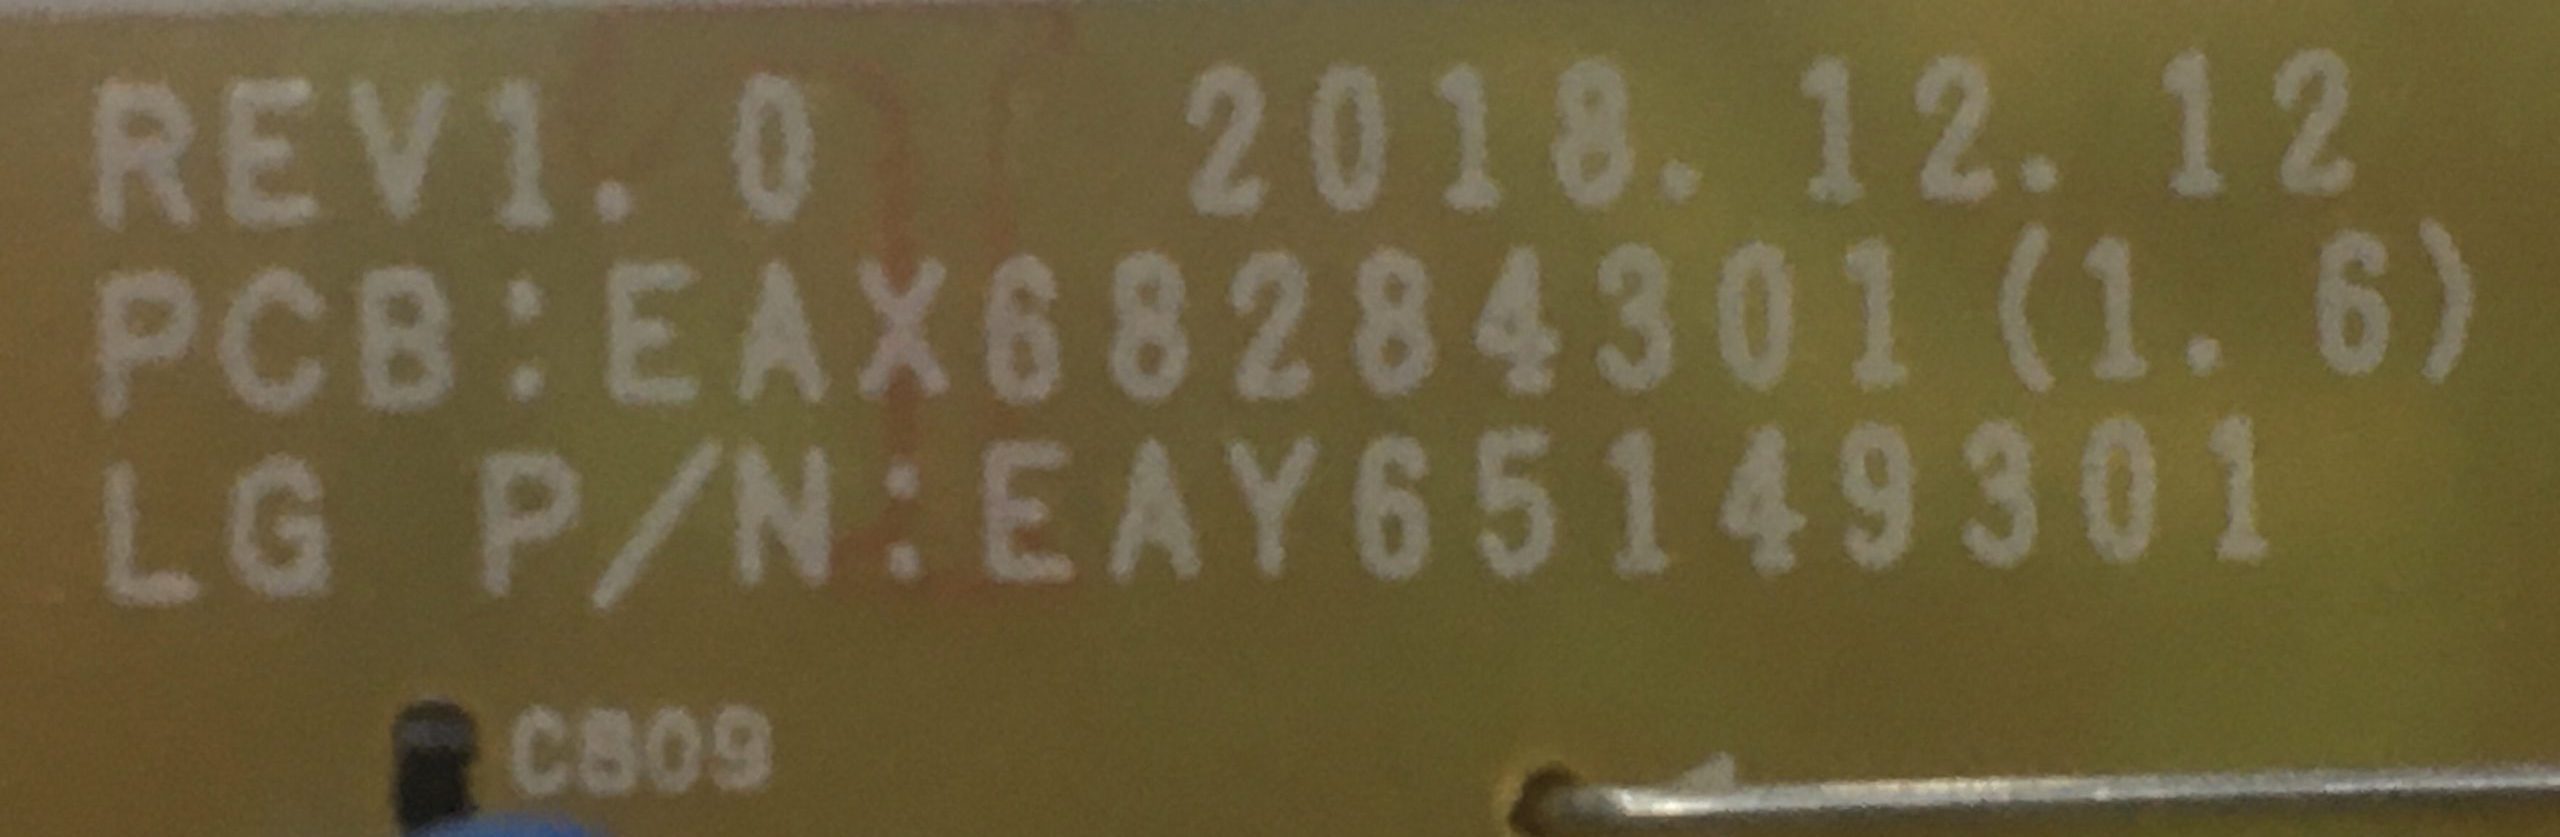 REV1.0 2018.12.12
PCB:EAX68284301(1.6)
LG P/N:EAY65149301
C809